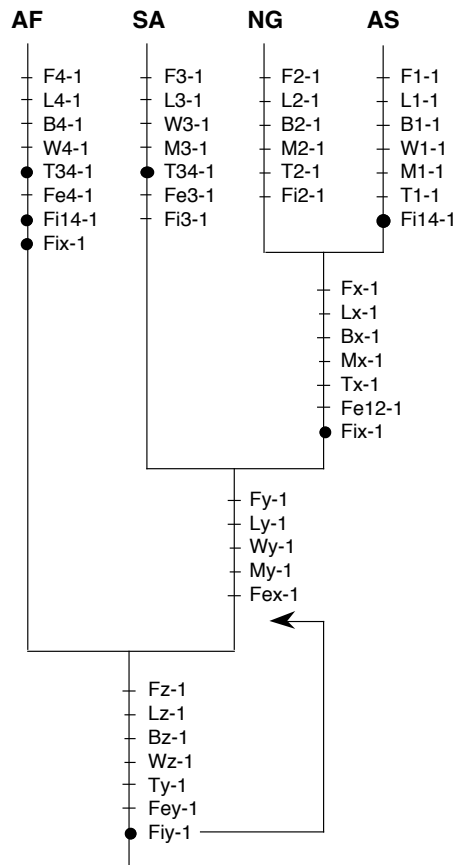 AF SA NG AS
F4-1 F3-1 F2-1 F1-1
L4-1 L3-1 L2-1 L1-1
B4-1 W3-1 B2-1 B1-1
W4-1 M3-1 M2-1 W1-1
T34-1 T34-1 T2-1 M1-1
Fe4-1 Fe3-1 Fi2-1 T1-1
Fi14-1 Fi3-1 Fi14-1
Fix-1
Fx-1
Lx-1
Bx-1
Mx-1
Tx-1
Fe12-1
Fix-1
Fy-1
Ly-1
Wy-1
My-1
Fex-1
Fz-1
Lz-1
Bz-1
Wz-1
Ty-1
Fey-1
Fiy-1